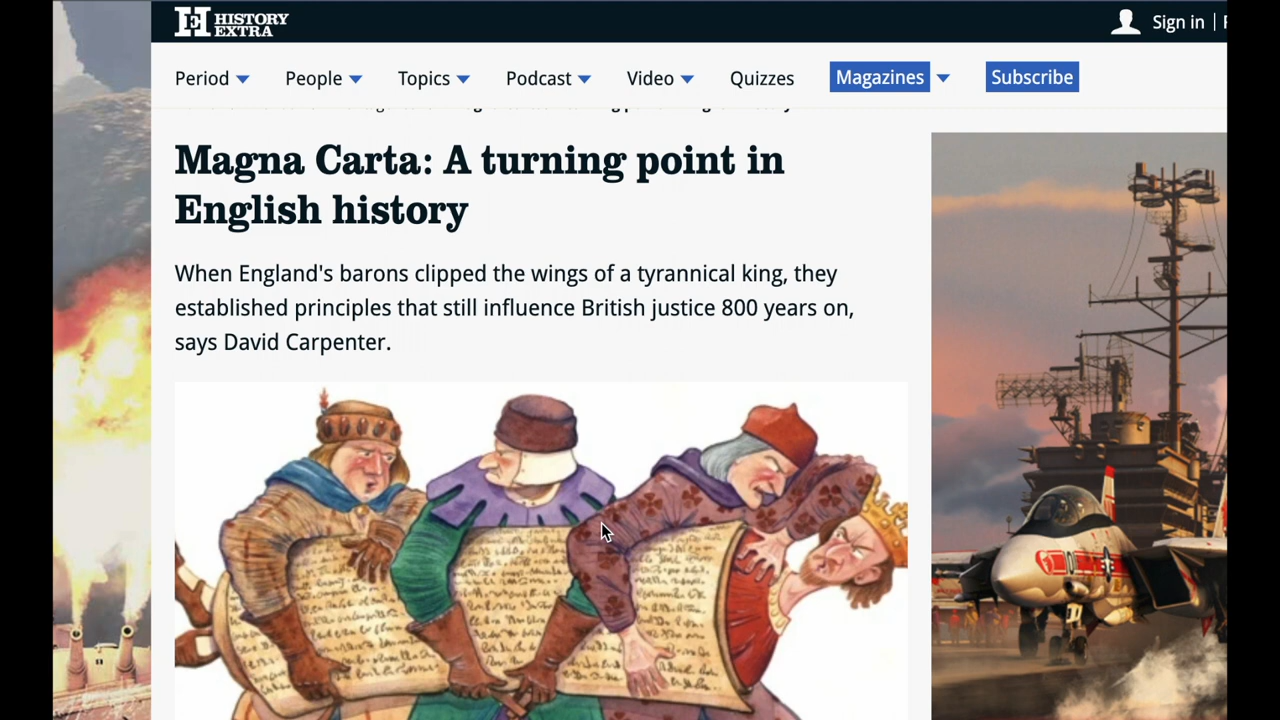 HISTORY
EXTRA
Sign in |
Period People Topics Podcast Video Quizzes Magazines Subscribe
Magna Carta: A turning point in
English history
When England's barons clipped the wings of a tyrannical king, they
established principles that still influence British justice 800 years on,
says David Carpenter.